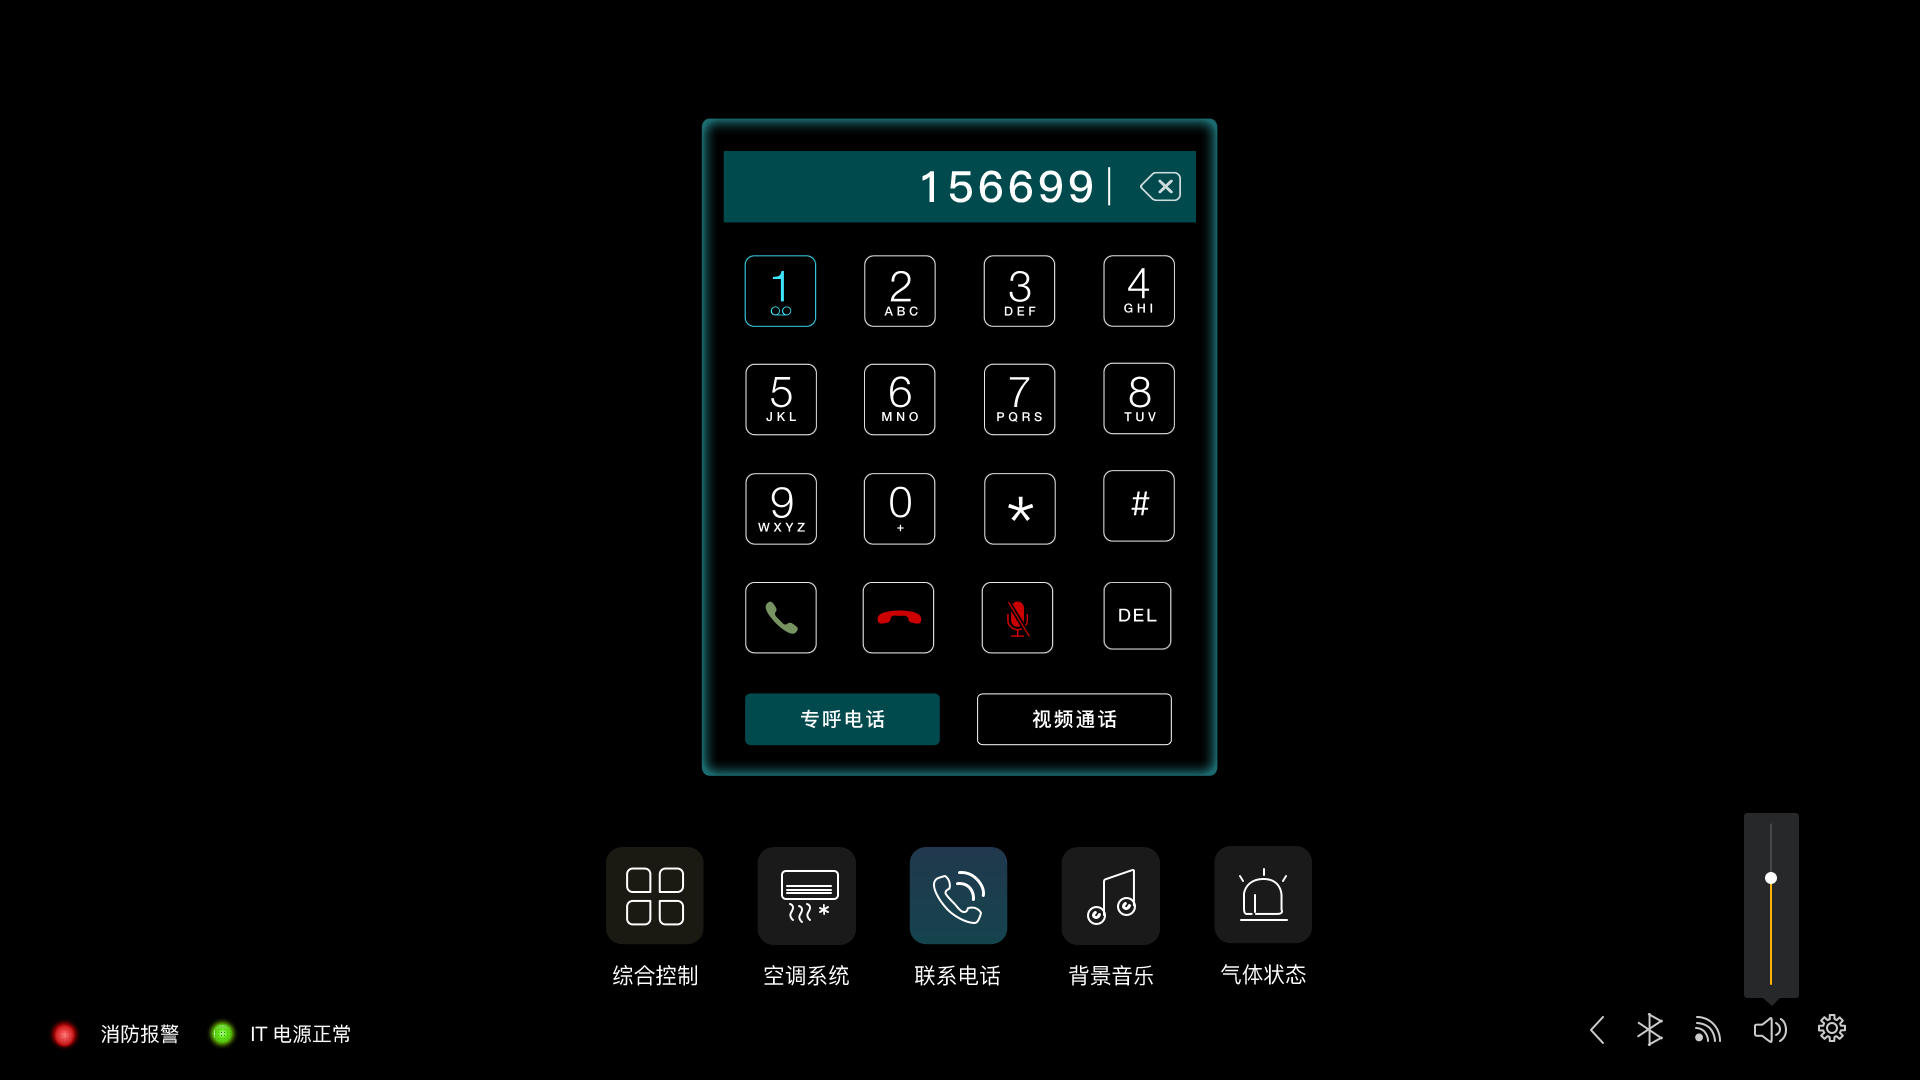 156699
1 2 ABC 3 DEF 4 GHI
5 JKL 6 MNO 7 PQRS 8 TUV
9 WXYZ 0 + * #
DEL
专呼电话 视频通话
综合控制 空调系统 联系电话 背景音乐 气体状态
消防报警 IT 电源正常